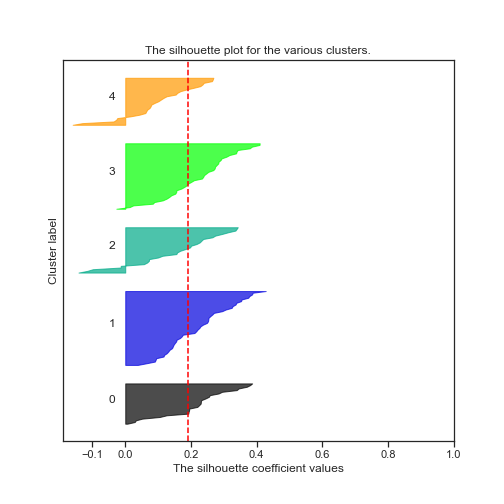 The silhouette plot for the various clusters.
4
3
2
1
0
Cluster label
−0.1 0.0 0.2 0.4 0.6 0.8 1.0
The silhouette coefficient values